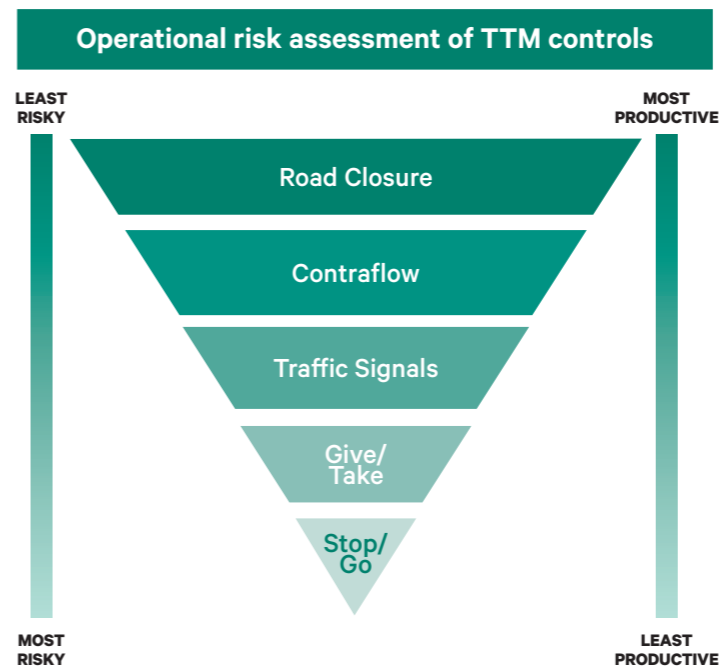 Operational risk assessment of TTM controls
LEAST
RISKY
MOST
PRODUCTIVE
Road Closure
Contraflow
Traffic Signals
Give/
Take
Stop/
Go
MOST
RISKY
LEAST
PRODUCTIVE